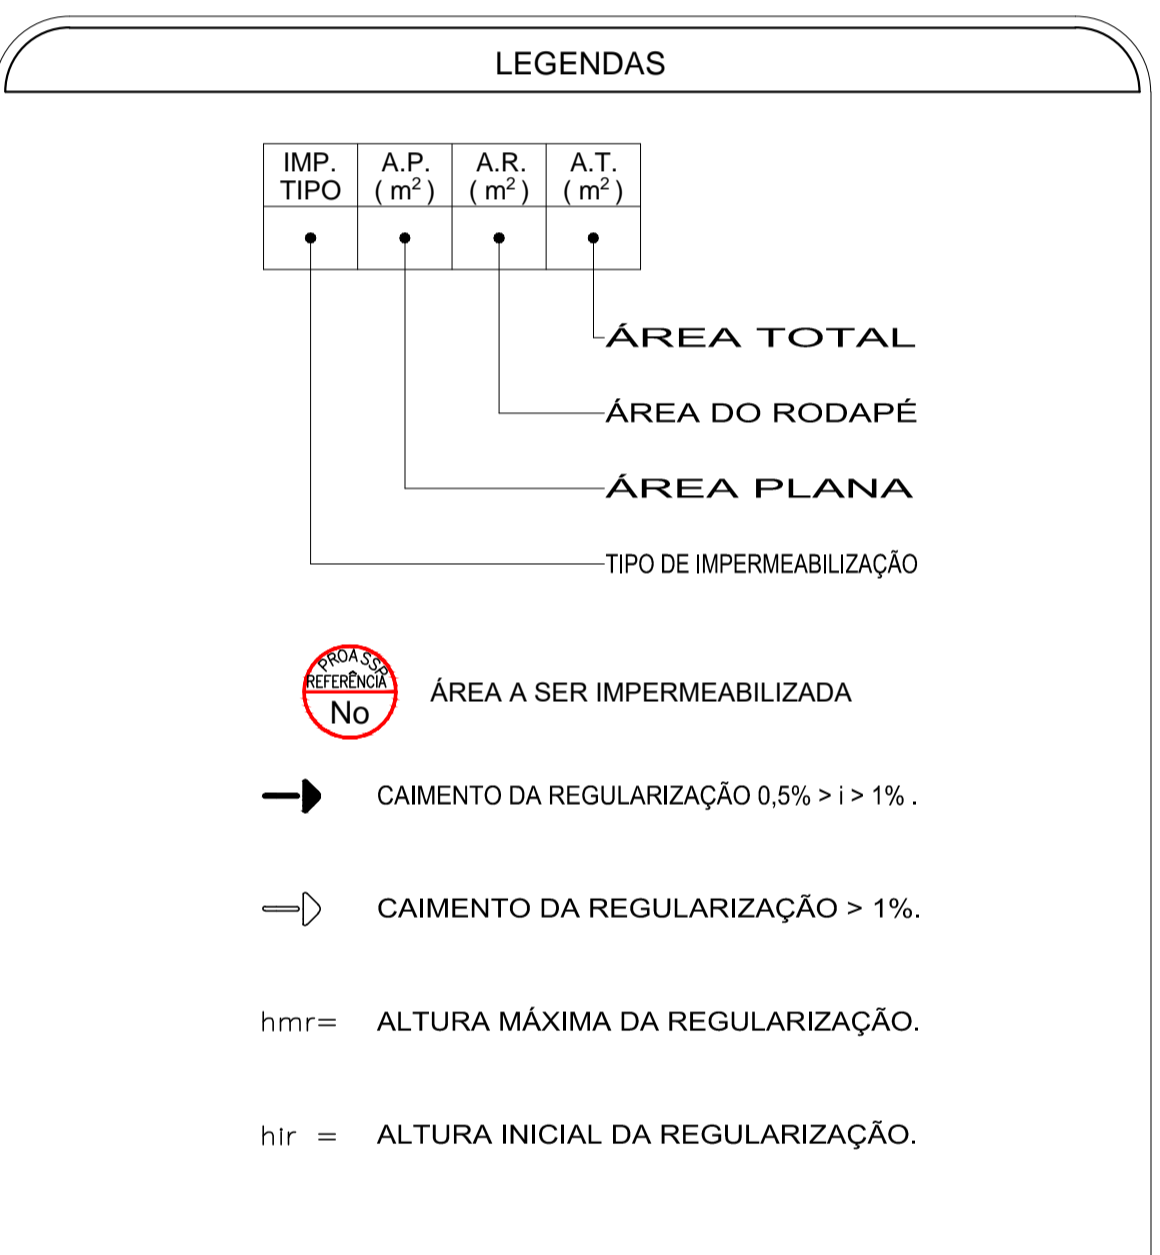 LEGENDAS
IMP. TIPO
A.P. ( m² )
A.R. ( m² )
A.T. ( m² )
ÁREA TOTAL
ÁREA DO RODAPÉ
ÁREA PLANA
TIPO DE IMPERMEABILIZAÇÃO
PROASSP
REFERÊNCIA
No
ÁREA A SER IMPERMEABILIZADA
CAIMENTO DA REGULARIZAÇÃO 0,5% > i > 1% .
CAIMENTO DA REGULARIZAÇÃO > 1%.
hmr= ALTURA MÁXIMA DA REGULARIZAÇÃO.
hir = ALTURA INICIAL DA REGULARIZAÇÃO.